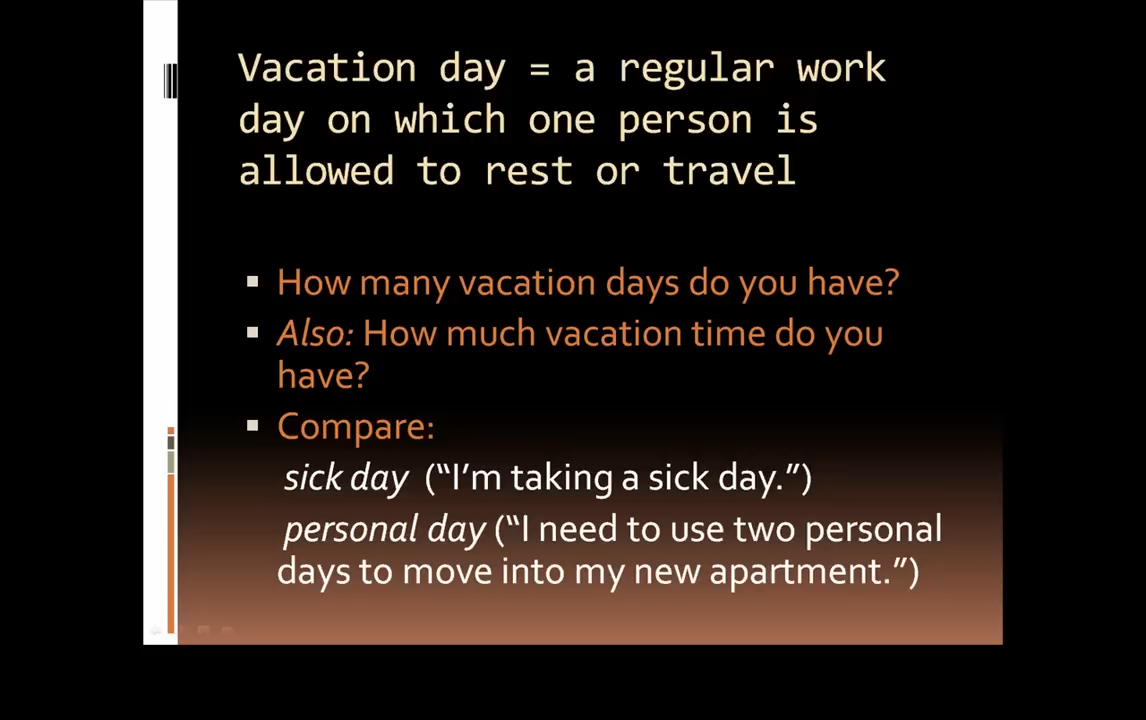 Vacation day = a regular work
day on which one person is
allowed to rest or travel
How many vacation days do you have?
Also: How much vacation time do you
have?
Compare:
sick day (“I’m taking a sick day.”)
personal day (“I need to use two personal
days to move into my new apartment.”)